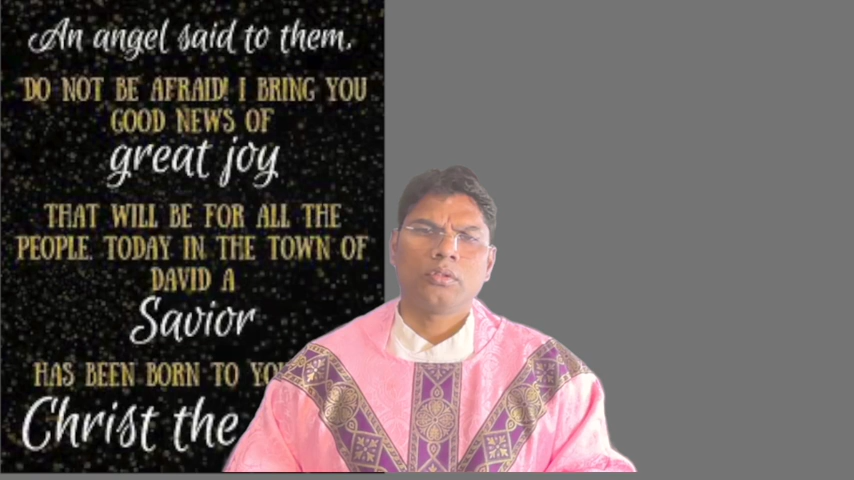 An angel said to them,
DO NOT BE AFRAID! I BRING YOU
GOOD NEWS OF
great joy
THAT WILL BE FOR ALL THE
PEOPLE. TODAY IN THE TOWN OF
DAVID A
Savior
HAS BEEN BORN TO YOU
Christ the